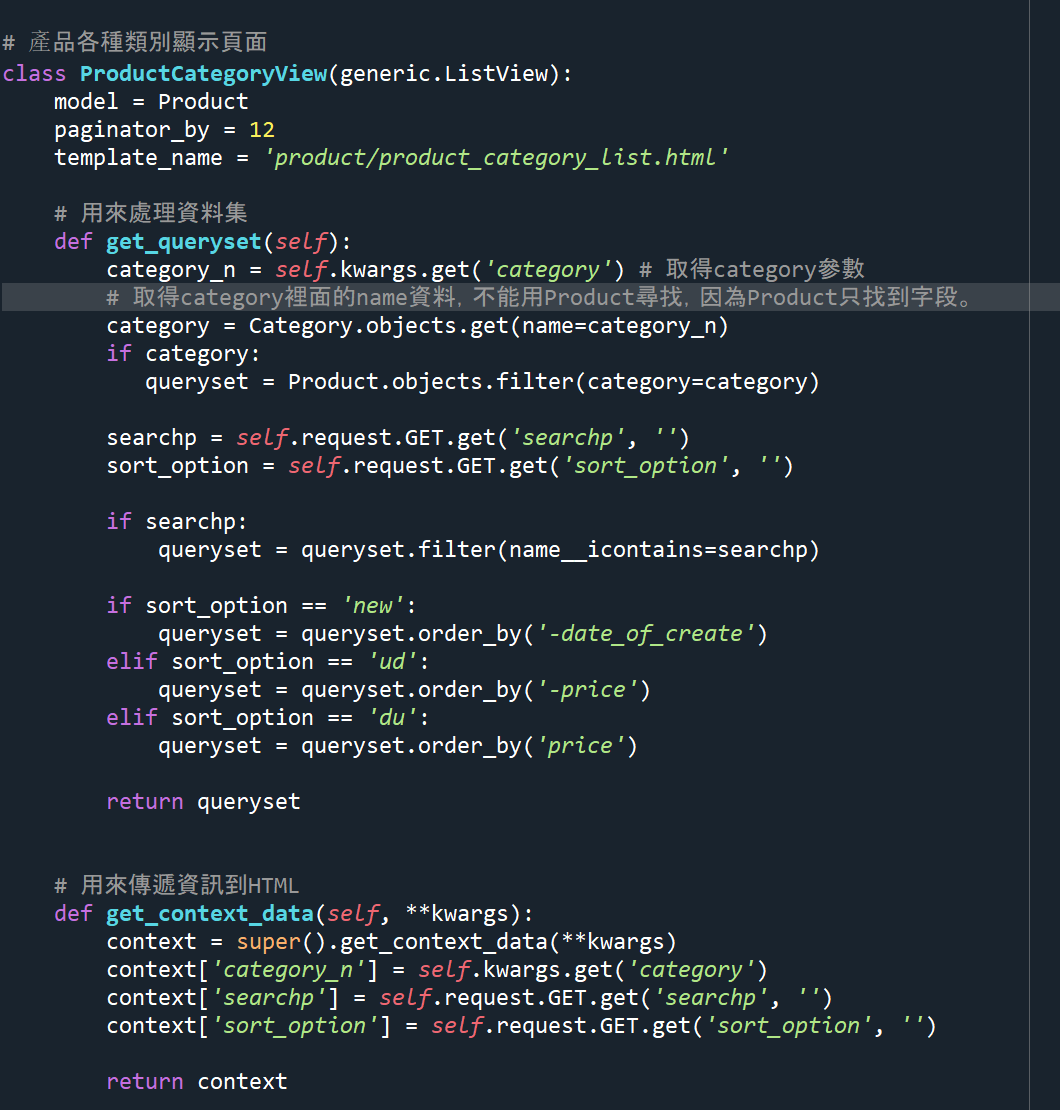 # 產品各種類別顯示頁面
class ProductCategoryView(generic.ListView):
    model = Product
    paginator_by = 12
    template_name = 'product/product_category_list.html'

    # 用來處理資料集
    def get_queryset(self):
        category_n = self.kwargs.get('category') # 取得category參數
        # 取得category裡面的name資料, 不能用Product尋找, 因為Product只找到字段。
        category = Category.objects.get(name=category_n)
        if category:
           queryset = Product.objects.filter(category=category)

        searchp = self.request.GET.get('searchp', '')
        sort_option = self.request.GET.get('sort_option', '')

        if searchp:
            queryset = queryset.filter(name__icontains=searchp)

        if sort_option == 'new':
            queryset = queryset.order_by('-date_of_create')
        elif sort_option == 'ud':
            queryset = queryset.order_by('-price')
        elif sort_option == 'du':
            queryset = queryset.order_by('price')

        return queryset


    # 用來傳遞資訊到HTML
    def get_context_data(self, **kwargs):
        context = super().get_context_data(**kwargs)
        context['category_n'] = self.kwargs.get('category')
        context['searchp'] = self.request.GET.get('searchp', '')
        context['sort_option'] = self.request.GET.get('sort_option', '')

        return context